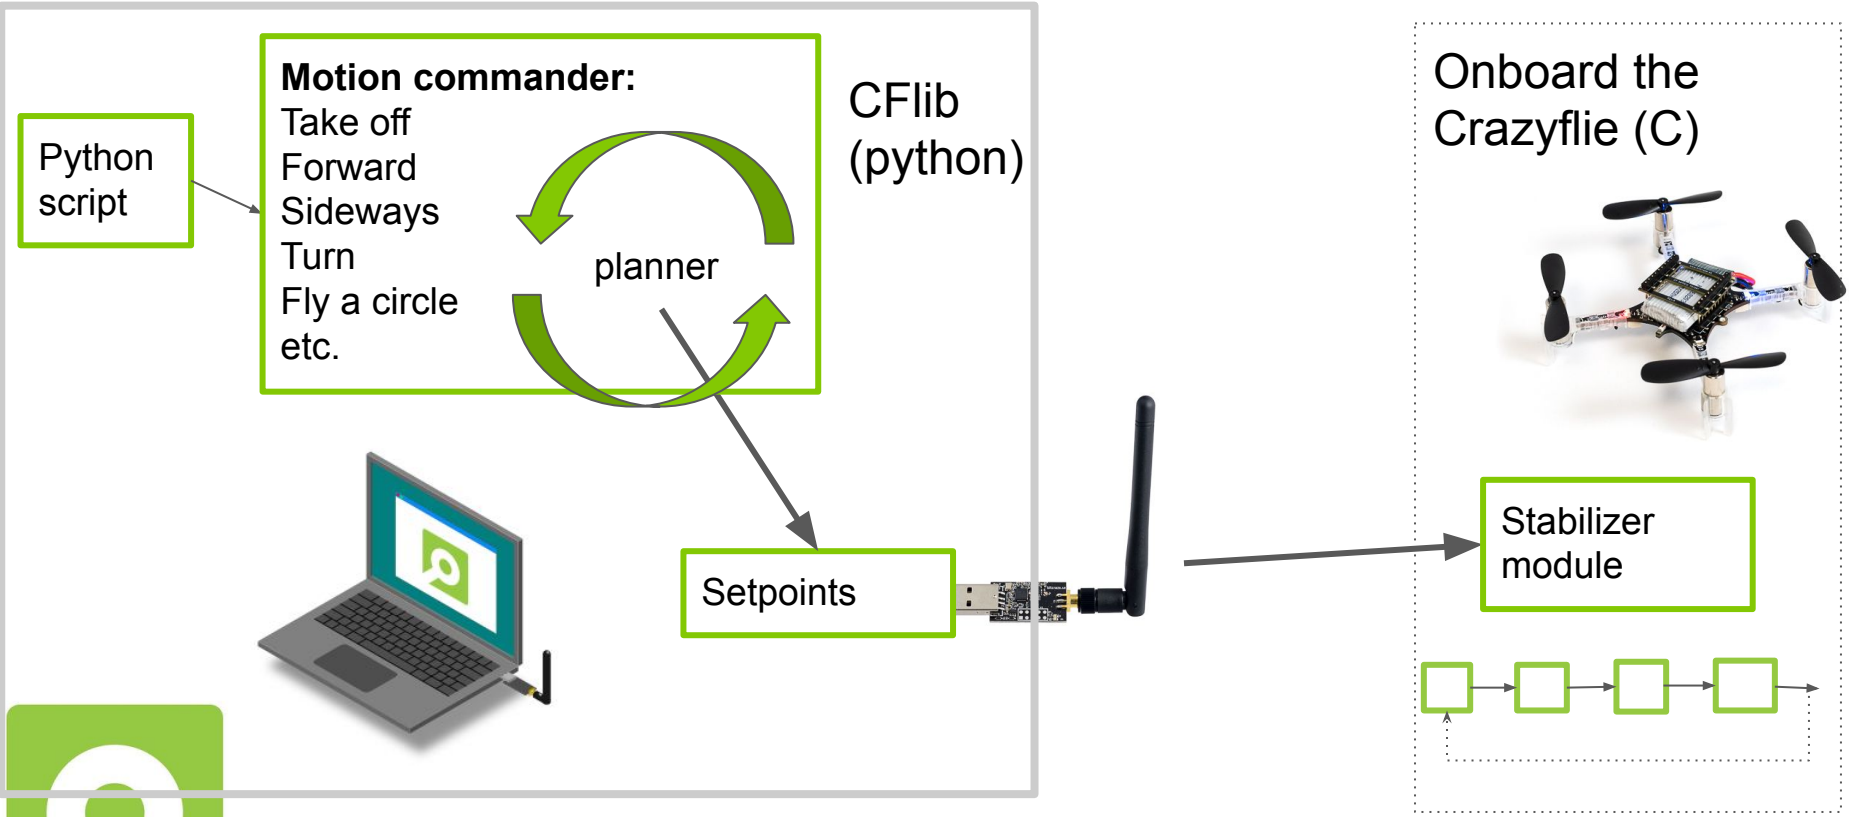 Python
script
Motion commander:
Take off
Forward
Sideways
Turn
Fly a circle
etc.
planner
CFlib
(python)
Setpoints
Onboard the
Crazyflie (C)
Stabilizer
module